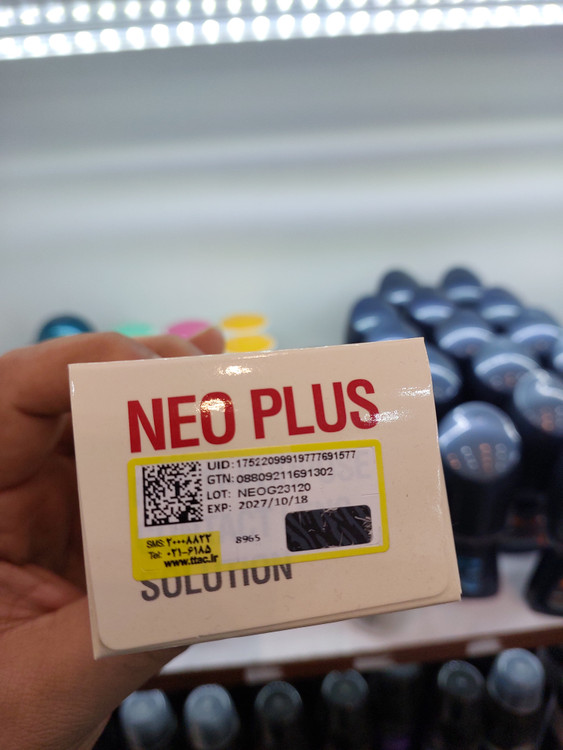 NEO PLUS
UID:17522099919777691577
GTN:08809211691302
LOT: NEOG23120
EXP: 2027/10/18
SMS:۲۰۰۰۸۸۲۲
Tel: ۰۲۱-۶۱۸۵
www.ttac.ir
8965
SOLUTION